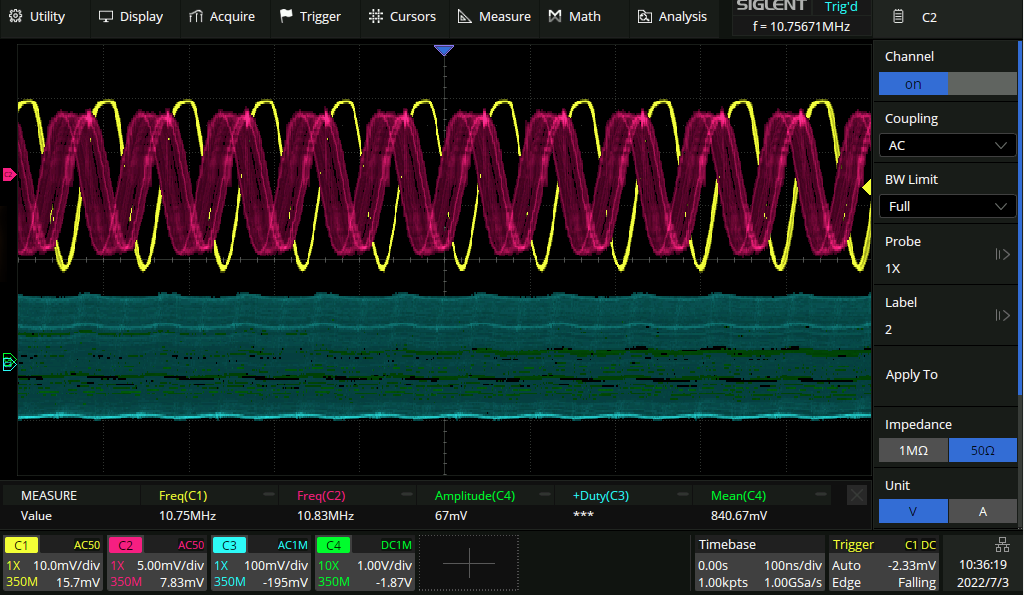 Utility Display Acquire Trigger Cursors Measure Math Analysis SIGLENT Trig'd
f = 10.75671MHz
C2
Channel
on
Coupling
AC
BW Limit
Full
Probe
1X
Label
2
Apply To
Impedance
1MΩ 50Ω
Unit
V A
MEASURE Freq(C1) Freq(C2) Amplitude(C4) +Duty(C3) Mean(C4)
Value 10.75MHz 10.83MHz 67mV *** 840.67mV
C1 AC50
1X 10.0mV/div
350M 15.7mV
C2 AC50
1X 5.00mV/div
350M 7.83mV
C3 AC1M
1X 100mV/div
350M -195mV
C4 DC1M
10X 1.00V/div
350M -1.87V
Timebase
0.00s 100ns/div
1.00kpts 1.00GSa/s
Trigger C1 DC
Auto -2.33mV
Edge Falling
10:36:19
2022/7/3